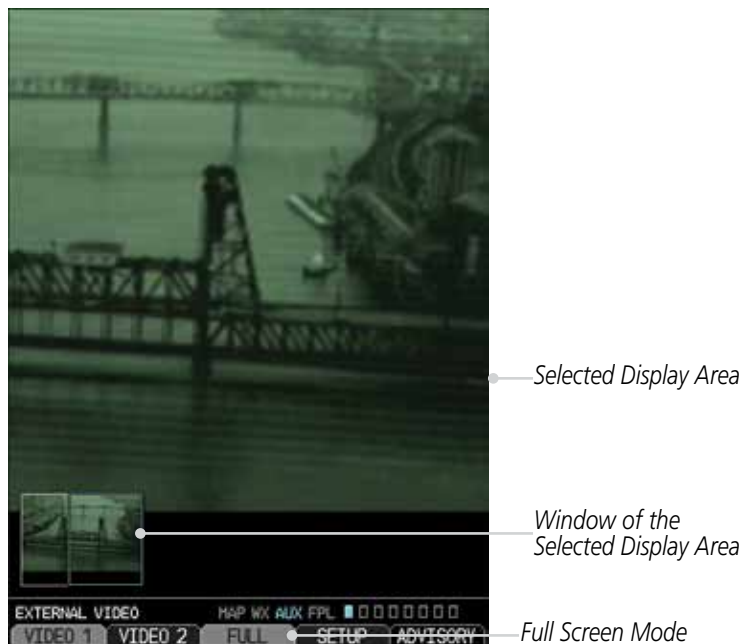 Selected Display Area
Window of the
Selected Display Area
EXTERNAL VIDEO MAP WX AUX FPL
VIDEO 1 VIDEO 2 FULL SETUP ADVISORY
Full Screen Mode